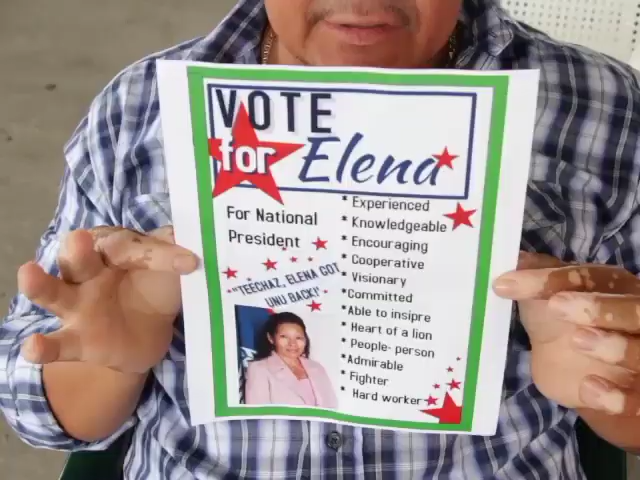 VOTE
for Elena
For National
President
"TEECHAZ, ELENA GOT
UNU BACK!"
* Experienced
* Knowledgeable
* Encouraging
* Cooperative
* Visionary
*Committed
* Able to insipre
* Heart of a lion
* People- person
*Admirable
* Fighter
* Hard worker